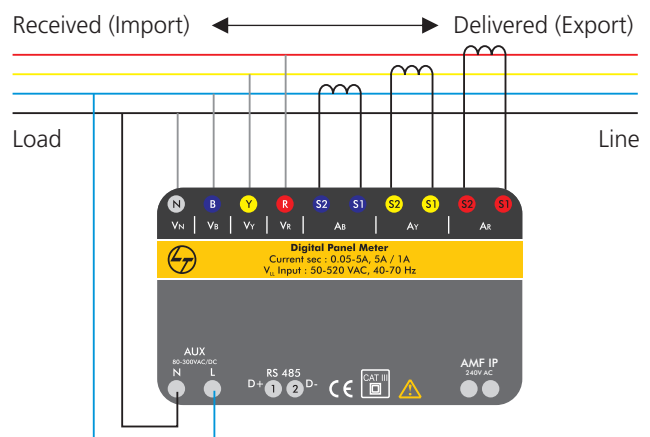 Received (Import) Delivered (Export)
Load Line
N B Y R S2 S1 S2 S1 S2 S1
VN VB VY VR AB AY AR
Digital Panel Meter
Current sec : 0.05-5A, 5A / 1A
VLL Input : 50-520 VAC, 40-70 Hz
AUX
80-300VAC/DC
N L
RS 485
D+ 1 2 D-
CE
CAT III
AMF IP
240V AC